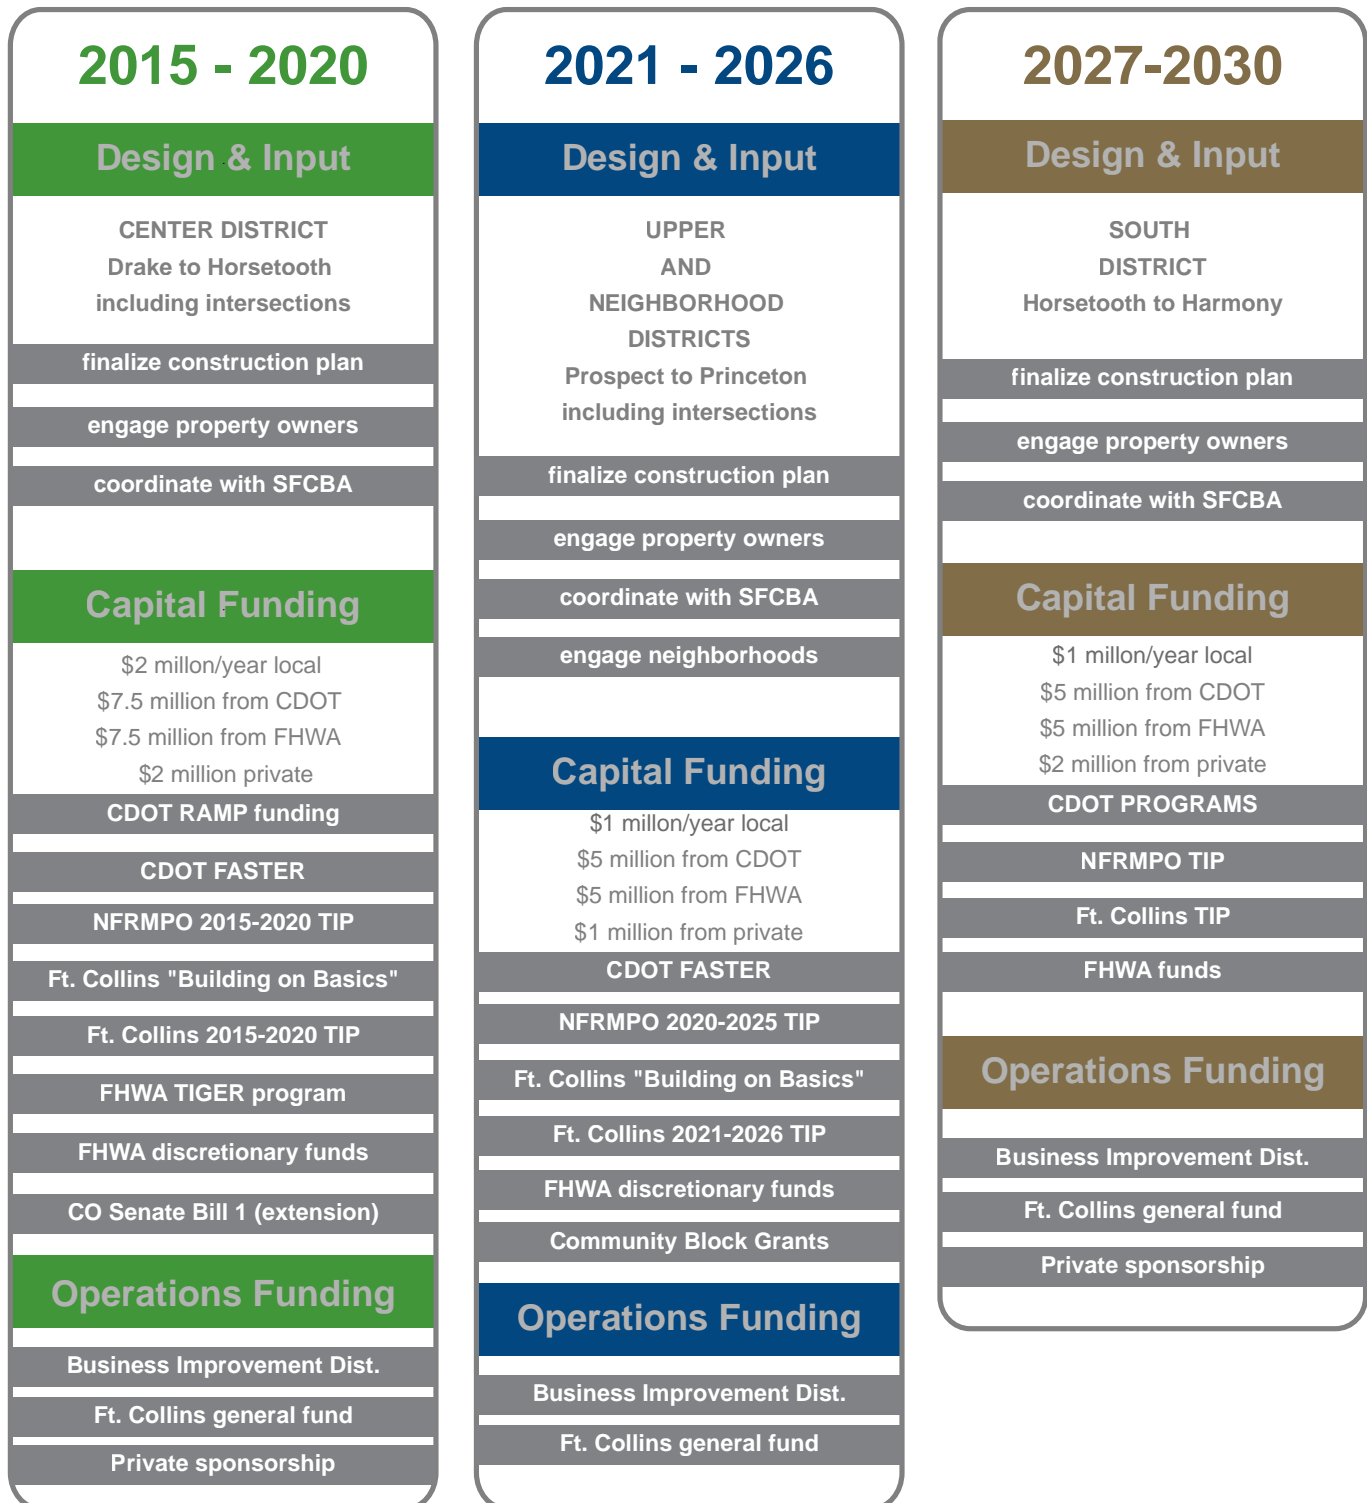 2015 - 2020
Design & Input
CENTER DISTRICT
Drake to Horsetooth
including intersections
finalize construction plan
engage property owners
coordinate with SFCBA
Capital Funding
$2 millon/year local
$7.5 million from CDOT
$7.5 million from FHWA
$2 million private
CDOT RAMP funding
CDOT FASTER
NFRMPO 2015-2020 TIP
Ft. Collins "Building on Basics"
Ft. Collins 2015-2020 TIP
FHWA TIGER program
FHWA discretionary funds
CO Senate Bill 1 (extension)
Operations Funding
Business Improvement Dist.
Ft. Collins general fund
Private sponsorship
2021 - 2026
Design & Input
UPPER
AND
NEIGHBORHOOD
DISTRICTS
Prospect to Princeton
including intersections
finalize construction plan
engage property owners
coordinate with SFCBA
engage neighborhoods
Capital Funding
$1 millon/year local
$5 million from CDOT
$5 million from FHWA
$1 million from private
CDOT FASTER
NFRMPO 2020-2025 TIP
Ft. Collins "Building on Basics"
Ft. Collins 2021-2026 TIP
FHWA discretionary funds
Community Block Grants
Operations Funding
Business Improvement Dist.
Ft. Collins general fund
2027-2030
Design & Input
SOUTH
DISTRICT
Horsetooth to Harmony
finalize construction plan
engage property owners
coordinate with SFCBA
Capital Funding
$1 millon/year local
$5 million from CDOT
$5 million from FHWA
$2 million from private
CDOT PROGRAMS
NFRMPO TIP
Ft. Collins TIP
FHWA funds
Operations Funding
Business Improvement Dist.
Ft. Collins general fund
Private sponsorship